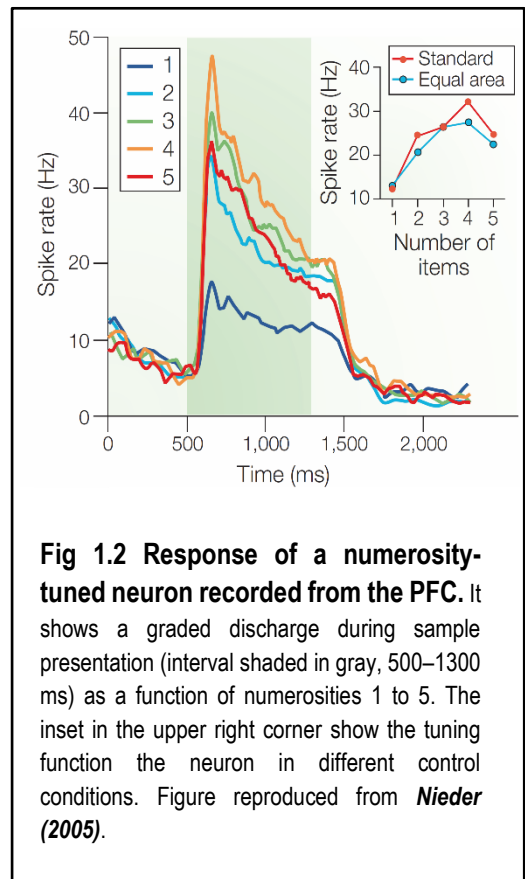 50
40
30
20
10
0
Spike rate (Hz)
1
2
3
4
5
0
500
1,000
1,500
2,000
Time (ms)
Standard
Equal area
40
30
20
10
Spike rate (Hz)
1 2 3 4 5
Number of
items
Fig 1.2 Response of a numerosity-
tuned neuron recorded from the PFC. It
shows a graded discharge during sample
presentation (interval shaded in gray, 500–1300
ms) as a function of numerosities 1 to 5. The
inset in the upper right corner show the tuning
function the neuron in different control
conditions. Figure reproduced from Nieder
(2005).